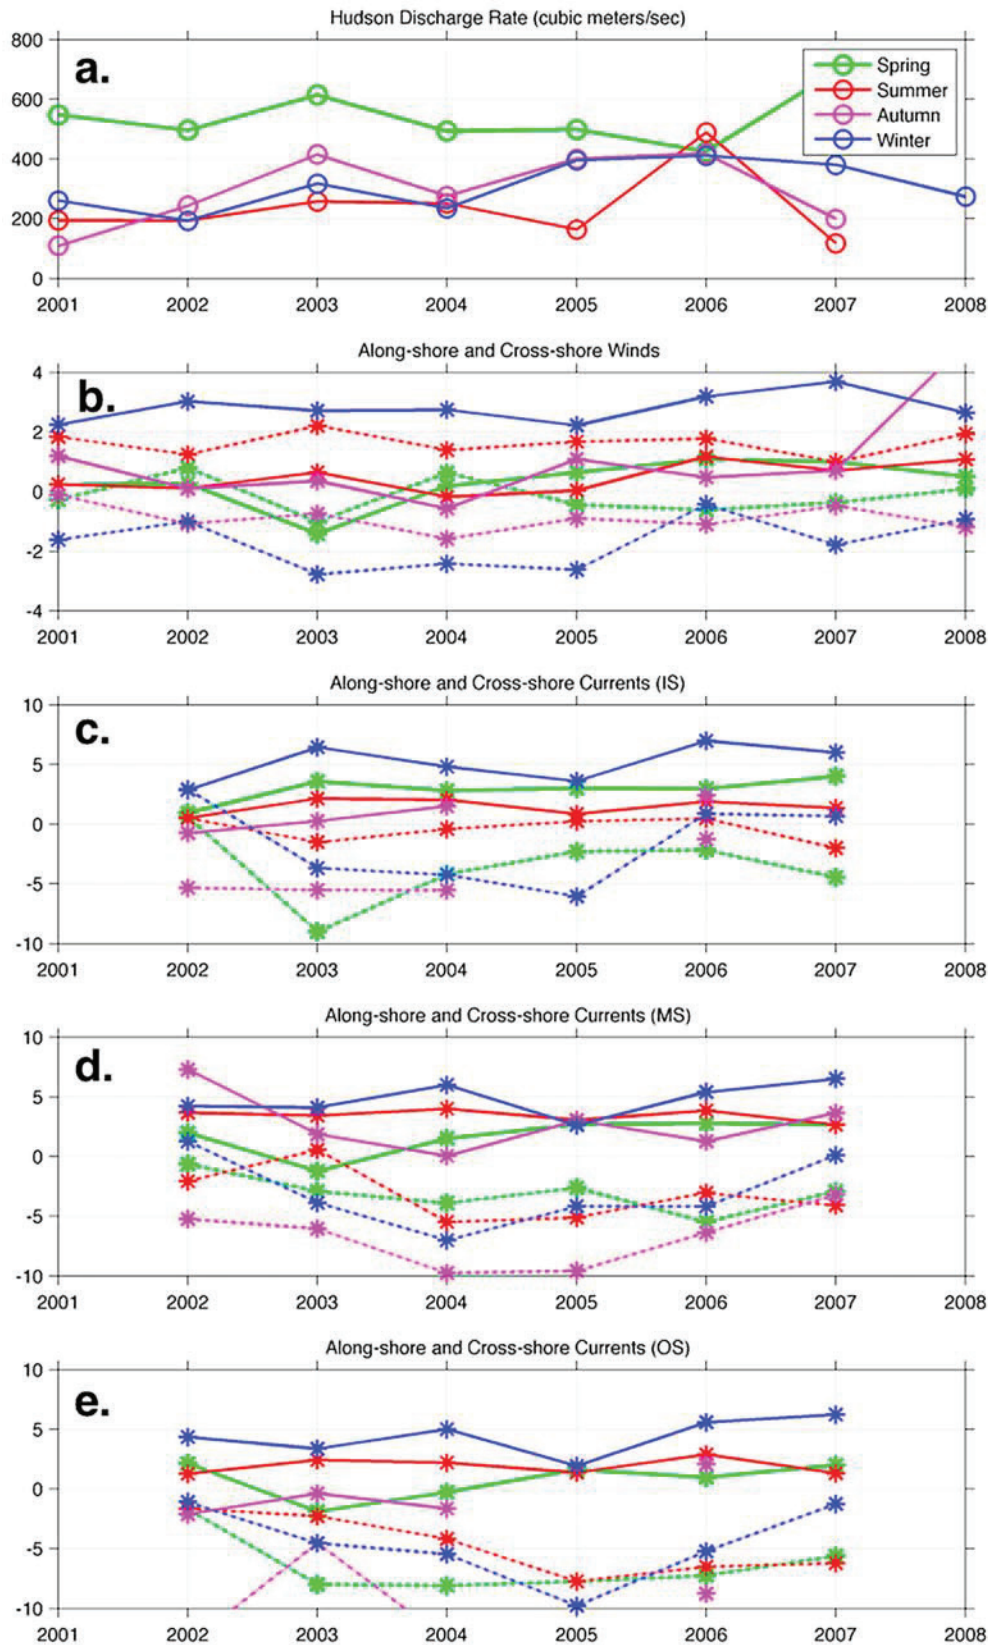 Hudson Discharge Rate (cubic meters/sec)
a.
800
600
400
200
0
Spring
Summer
Autumn
Winter
2001 2002 2003 2004 2005 2006 2007 2008
Along-shore and Cross-shore Winds
b.
4
2
0
-2
-4
2001 2002 2003 2004 2005 2006 2007 2008
Along-shore and Cross-shore Currents (IS)
c.
10
5
0
-5
-10
2001 2002 2003 2004 2005 2006 2007 2008
Along-shore and Cross-shore Currents (MS)
d.
10
5
0
-5
-10
2001 2002 2003 2004 2005 2006 2007 2008
Along-shore and Cross-shore Currents (OS)
e.
10
5
0
-5
-10
2001 2002 2003 2004 2005 2006 2007 2008